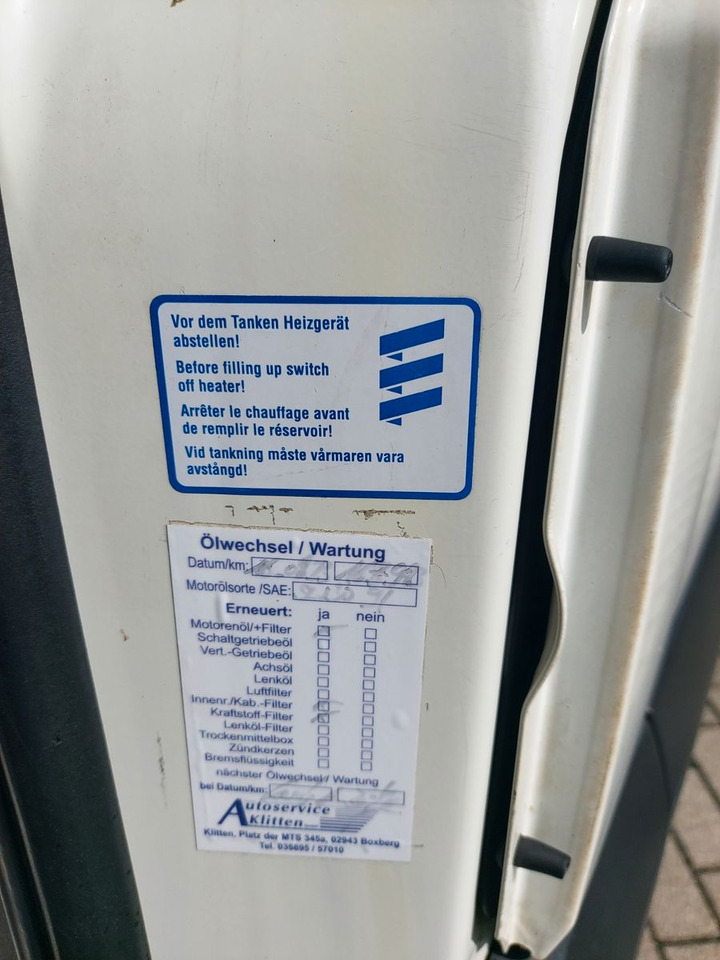 Vor dem Tanken Heizgerät
abstellen!
Before filling up switch
off heater!
Arrêter le chauffage avant
de remplir le réservoir!
Vid tankning måste vårmaren vara
avstångd!
Ölwechsel / Wartung
Datum/km:
Motorölsorte /SAE:
Erneuert: ja nein
Motorenöl/+Filter
Schaltgetriebeöl
Vert.-Getriebeöl
Achsöl
Lenköl
Luftfilter
Innenr./Kab.-Filter
Kraftstoff-Filter
Lenköl-Filter
Trockenmittelbox
Zündkerzen
Bremsflüssigkeit
nächster Ölwechsel / Wartung
bei Datum/km:
Autoservice
Klitten
Klitten, Platz der MTS 345a, 02943 Boxberg
Tel. 035895 / 57010